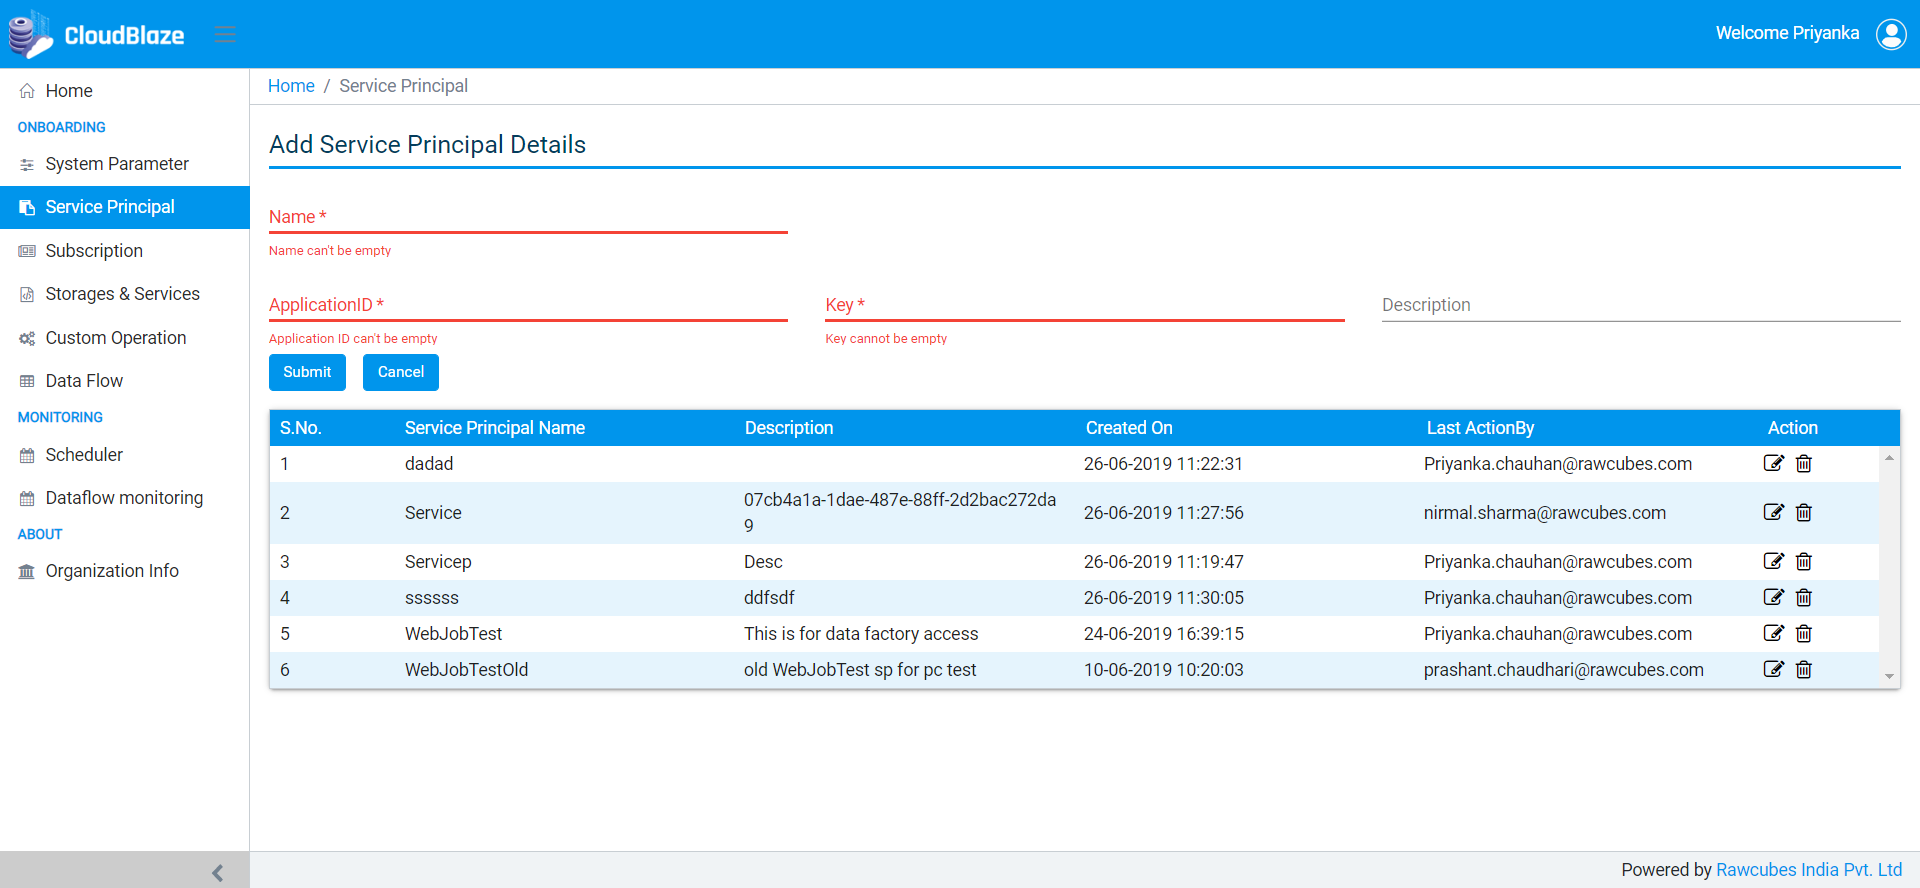 CloudBlaze
Welcome Priyanka
Home
ONBOARDING
System Parameter
Service Principal
Subscription
Storages & Services
Custom Operation
Data Flow
MONITORING
Scheduler
Dataflow monitoring
ABOUT
Organization Info
Home / Service Principal
Add Service Principal Details
Name *
Name can't be empty
ApplicationID * Key * Description
Application ID can't be empty Key cannot be empty
Submit Cancel
S.No. Service Principal Name Description Created On Last ActionBy Action
1 dadad 26-06-2019 11:22:31 Priyanka.chauhan@rawcubes.com
2 Service 07cb4a1a-1dae-487e-88ff-2d2bac272da 26-06-2019 11:27:56 nirmal.sharma@rawcubes.com
9
3 Servicep Desc 26-06-2019 11:19:47 Priyanka.chauhan@rawcubes.com
4 ssssss ddfsdf 26-06-2019 11:30:05 Priyanka.chauhan@rawcubes.com
5 WebJobTest This is for data factory access 24-06-2019 16:39:15 Priyanka.chauhan@rawcubes.com
6 WebJobTestOld old WebJobTest sp for pc test 10-06-2019 10:20:03 prashant.chaudhari@rawcubes.com
Powered by Rawcubes India Pvt. Ltd